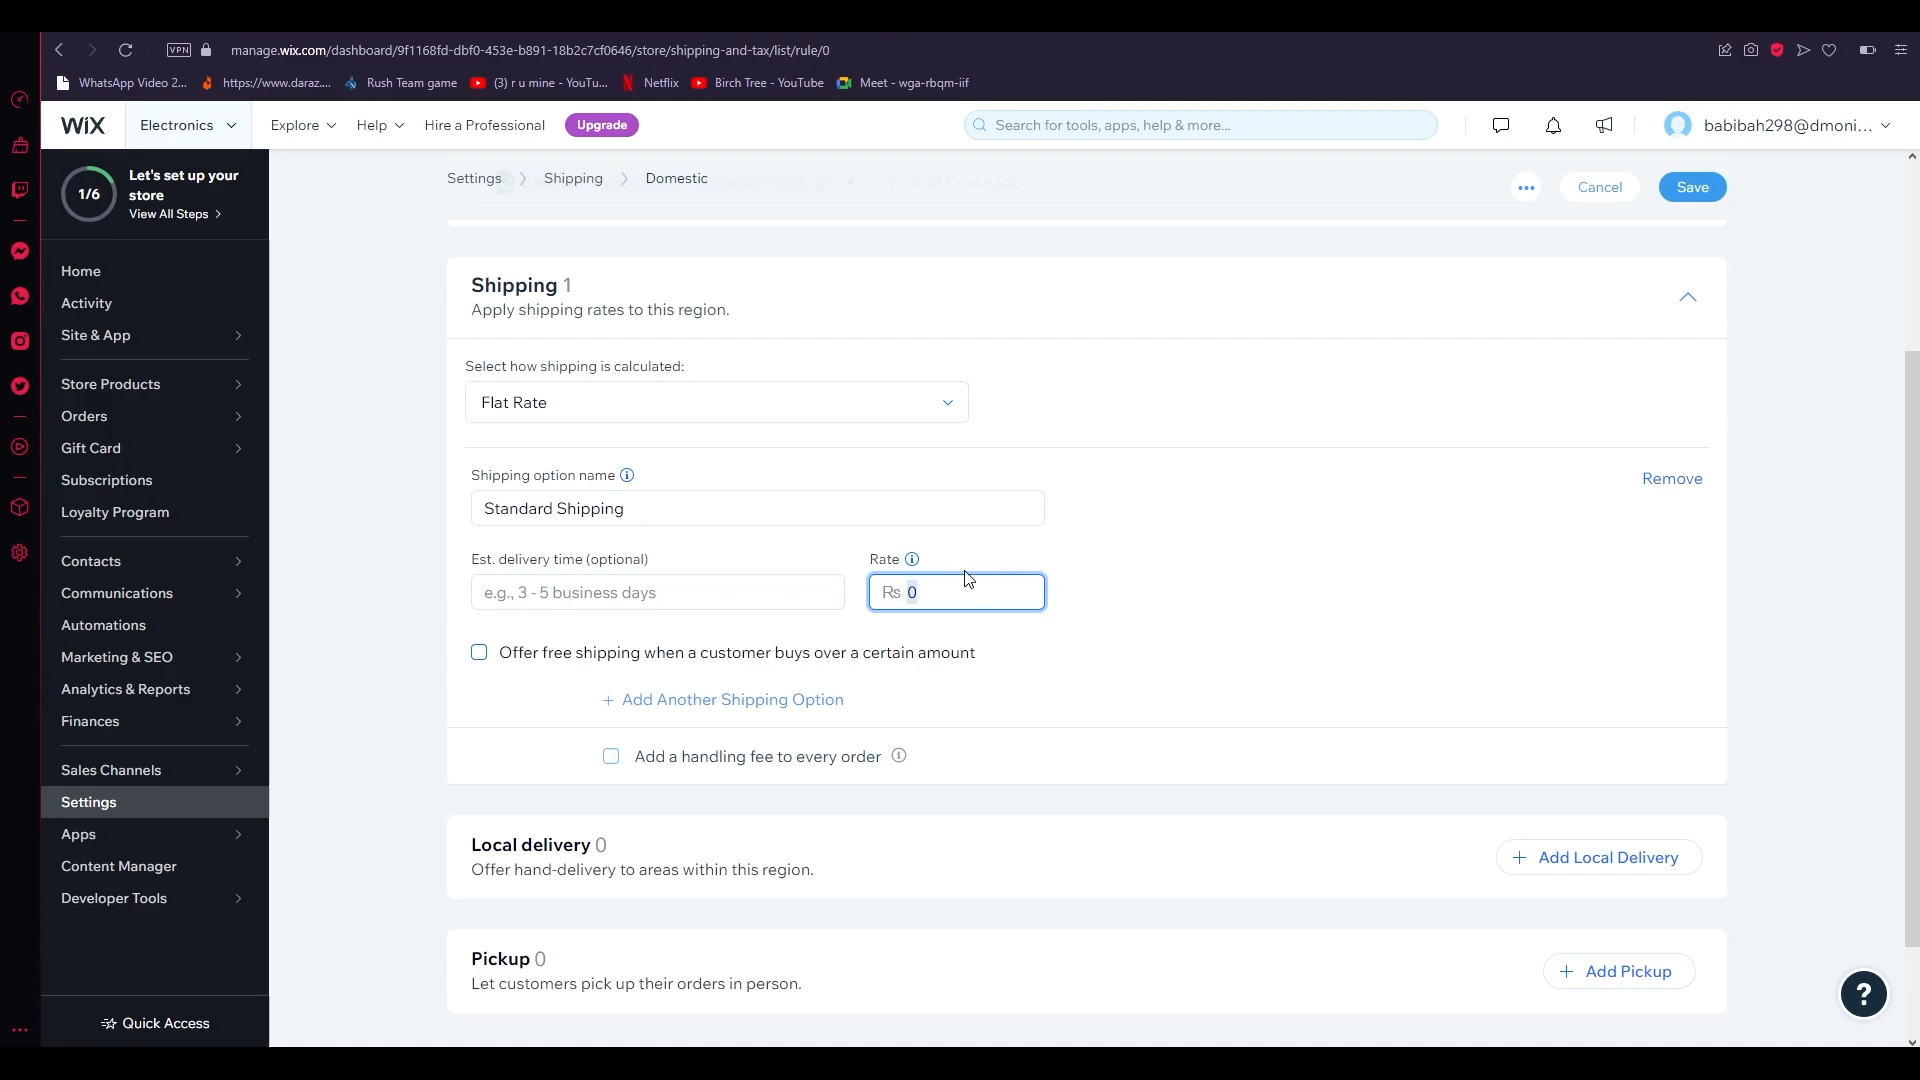 VPN
manage.wix.com/dashboard/9f1168fd-dbf0-453e-b891-18b2c7cf0646/store/shipping-and-tax/list/rule/0
WhatsApp Video 2...
https://www.daraz....
Rush Team game
(3) r u mine - YouTu...
Netflix
Birch Tree - YouTube
Meet - wga-rbqm-iif
WiX
Electronics
Explore
Help
Hire a Professional
Upgrade
Search for tools, apps, help & more...
babibah298@dmoni...
1/6
Let's set up your
store
View All Steps
Home
Activity
Site & App
Store Products
Orders
Gift Card
Subscriptions
Loyalty Program
Contacts
Communications
Automations
Marketing & SEO
Analytics & Reports
Finances
Sales Channels
Settings
Apps
Content Manager
Developer Tools
Quick Access
Settings > Shipping > Domestic
+ Add Destination
Cancel
Save
Shipping 1
Apply shipping rates to this region.
Select how shipping is calculated:
Flat Rate
Shipping option name
Remove
Standard Shipping
Est. delivery time (optional)
Rate
e.g., 3 - 5 business days
₨ 0
Offer free shipping when a customer buys over a certain amount
+ Add Another Shipping Option
Add a handling fee to every order
Local delivery 0
Offer hand-delivery to areas within this region.
+ Add Local Delivery
Pickup 0
Let customers pick up their orders in person.
+ Add Pickup
?